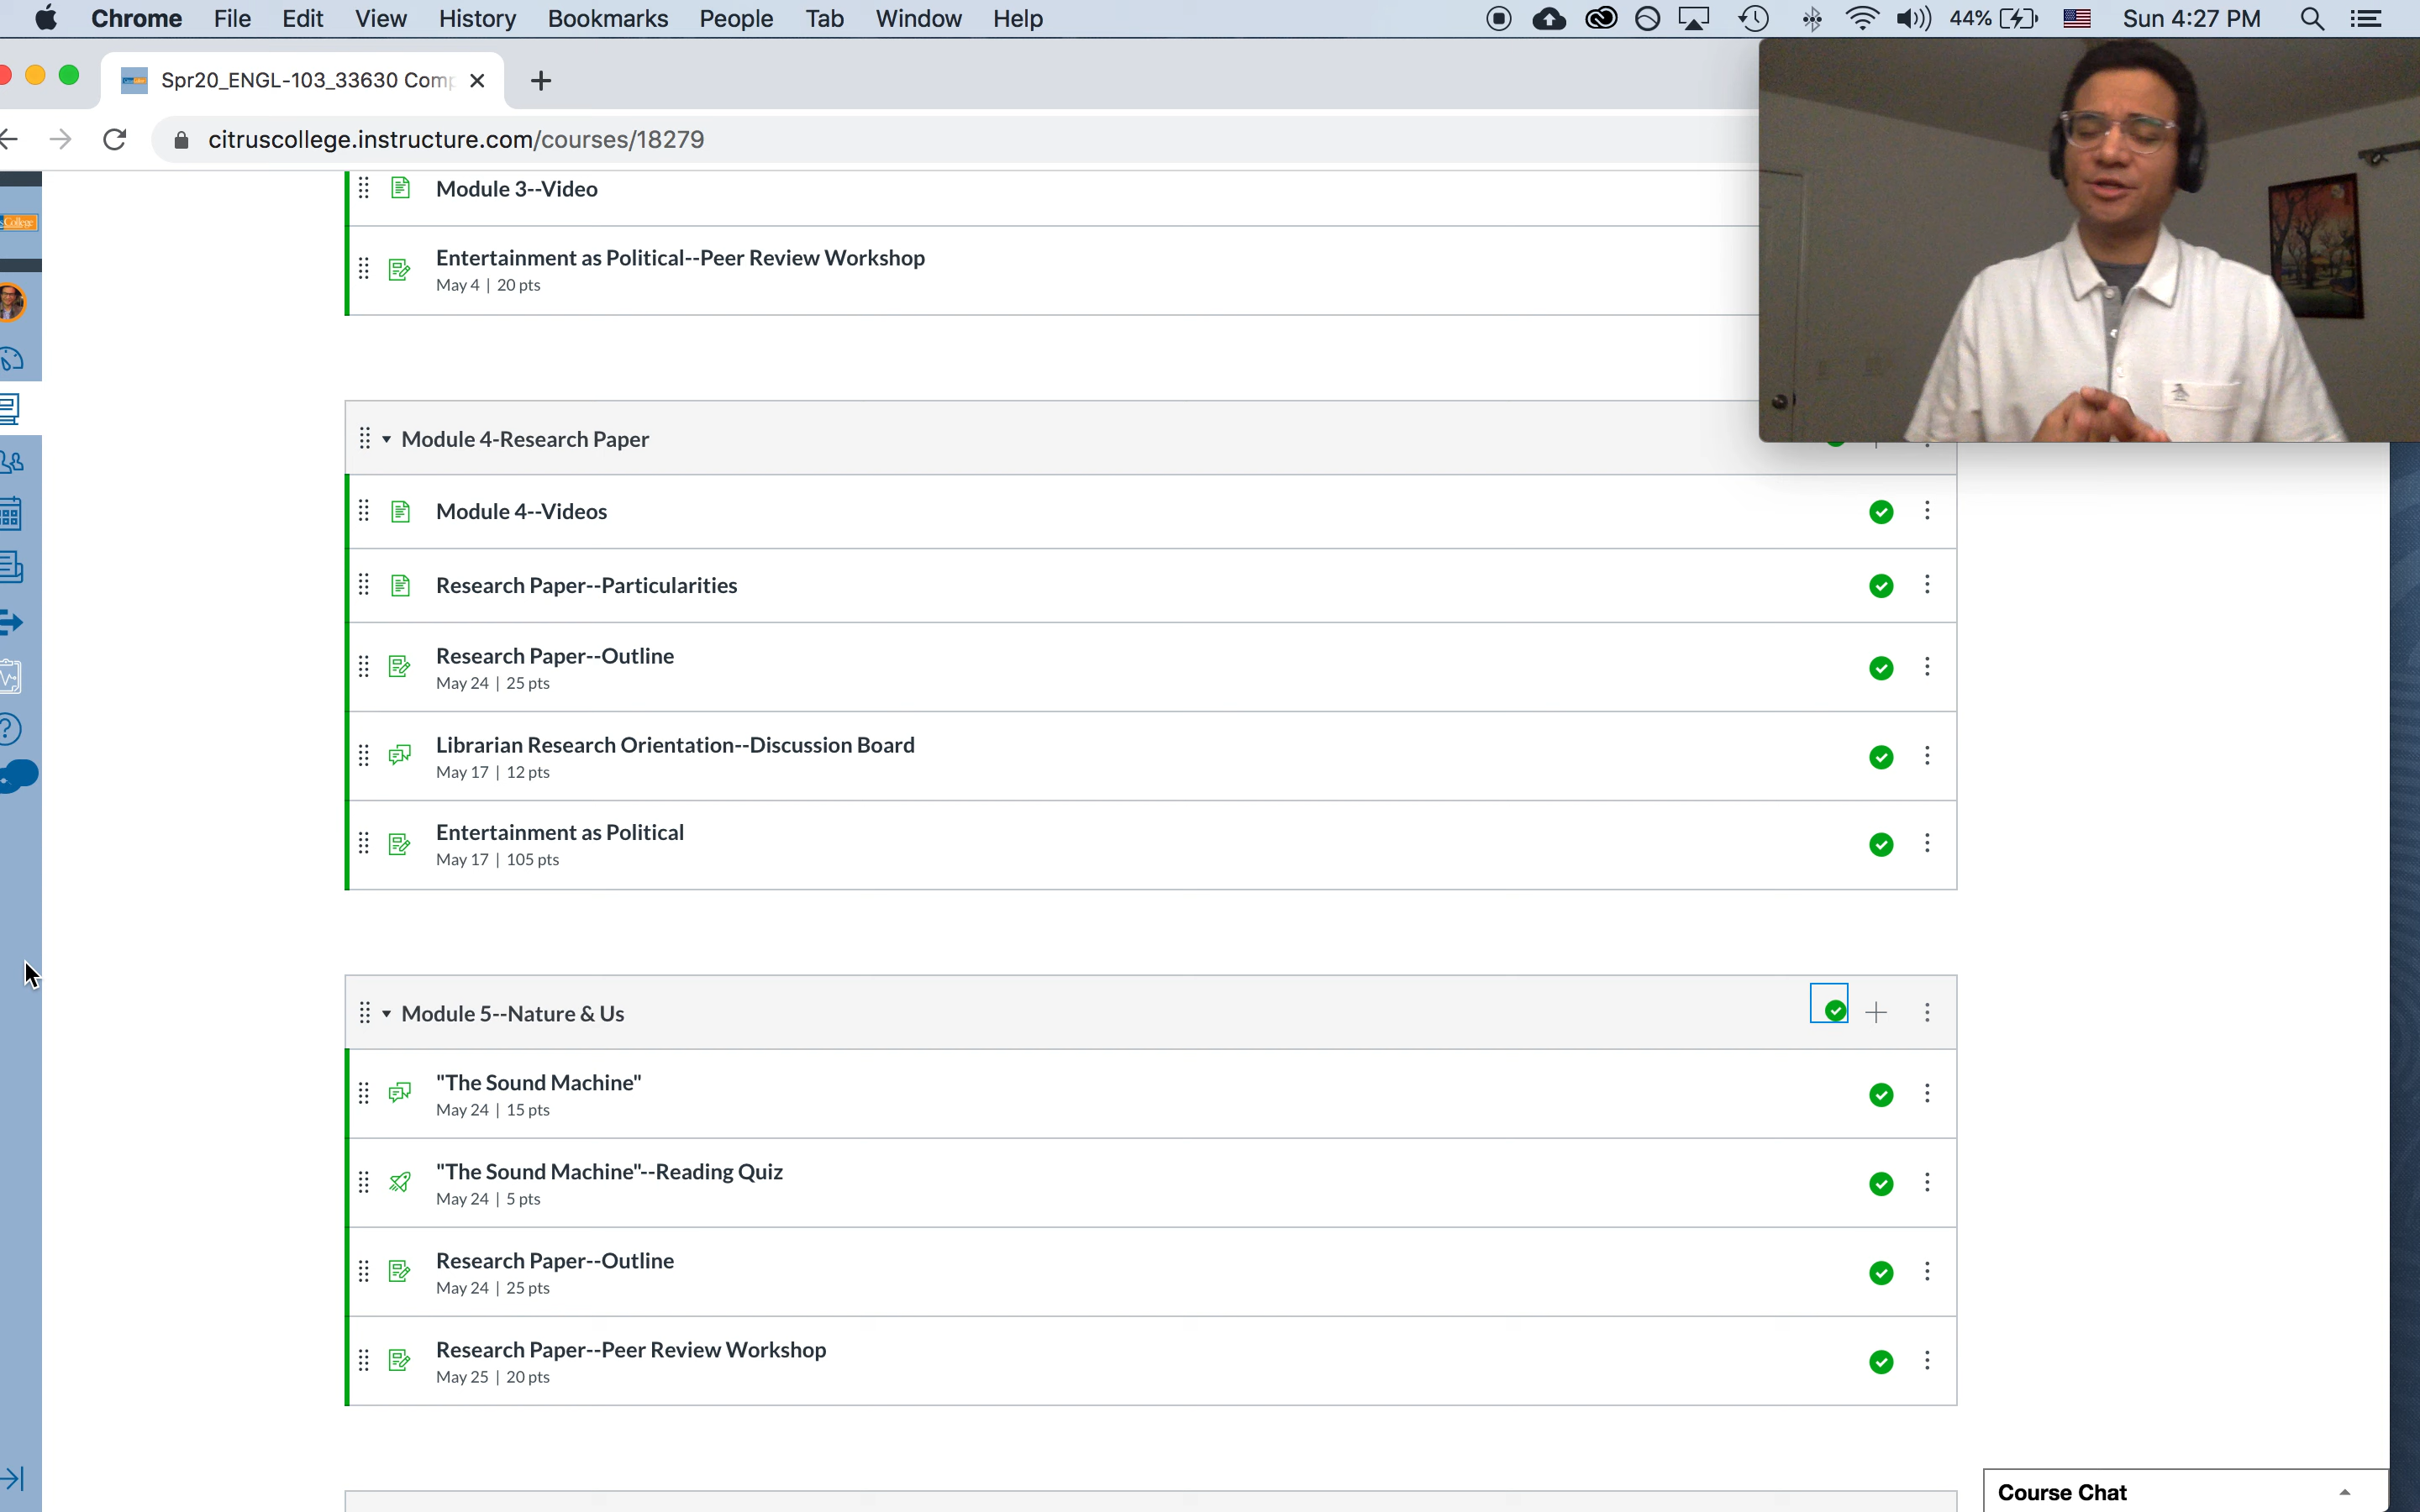 Chrome File Edit View History Bookmarks People Tab Window Help 44% Sun 4:27 PM
Spr20_ENGL-103_33630 Comp
citruscollege.instructure.com/courses/18279
College
Module 3--Video
Entertainment as Political--Peer Review Workshop
May 4 | 20 pts
Module 4-Research Paper
Module 4--Videos
Research Paper--Particularities
Research Paper--Outline
May 24 | 25 pts
Librarian Research Orientation--Discussion Board
May 17 | 12 pts
Entertainment as Political
May 17 | 105 pts
Module 5--Nature & Us
"The Sound Machine"
May 24 | 15 pts
"The Sound Machine"--Reading Quiz
May 24 | 5 pts
Research Paper--Outline
May 24 | 25 pts
Research Paper--Peer Review Workshop
May 25 | 20 pts
Course Chat